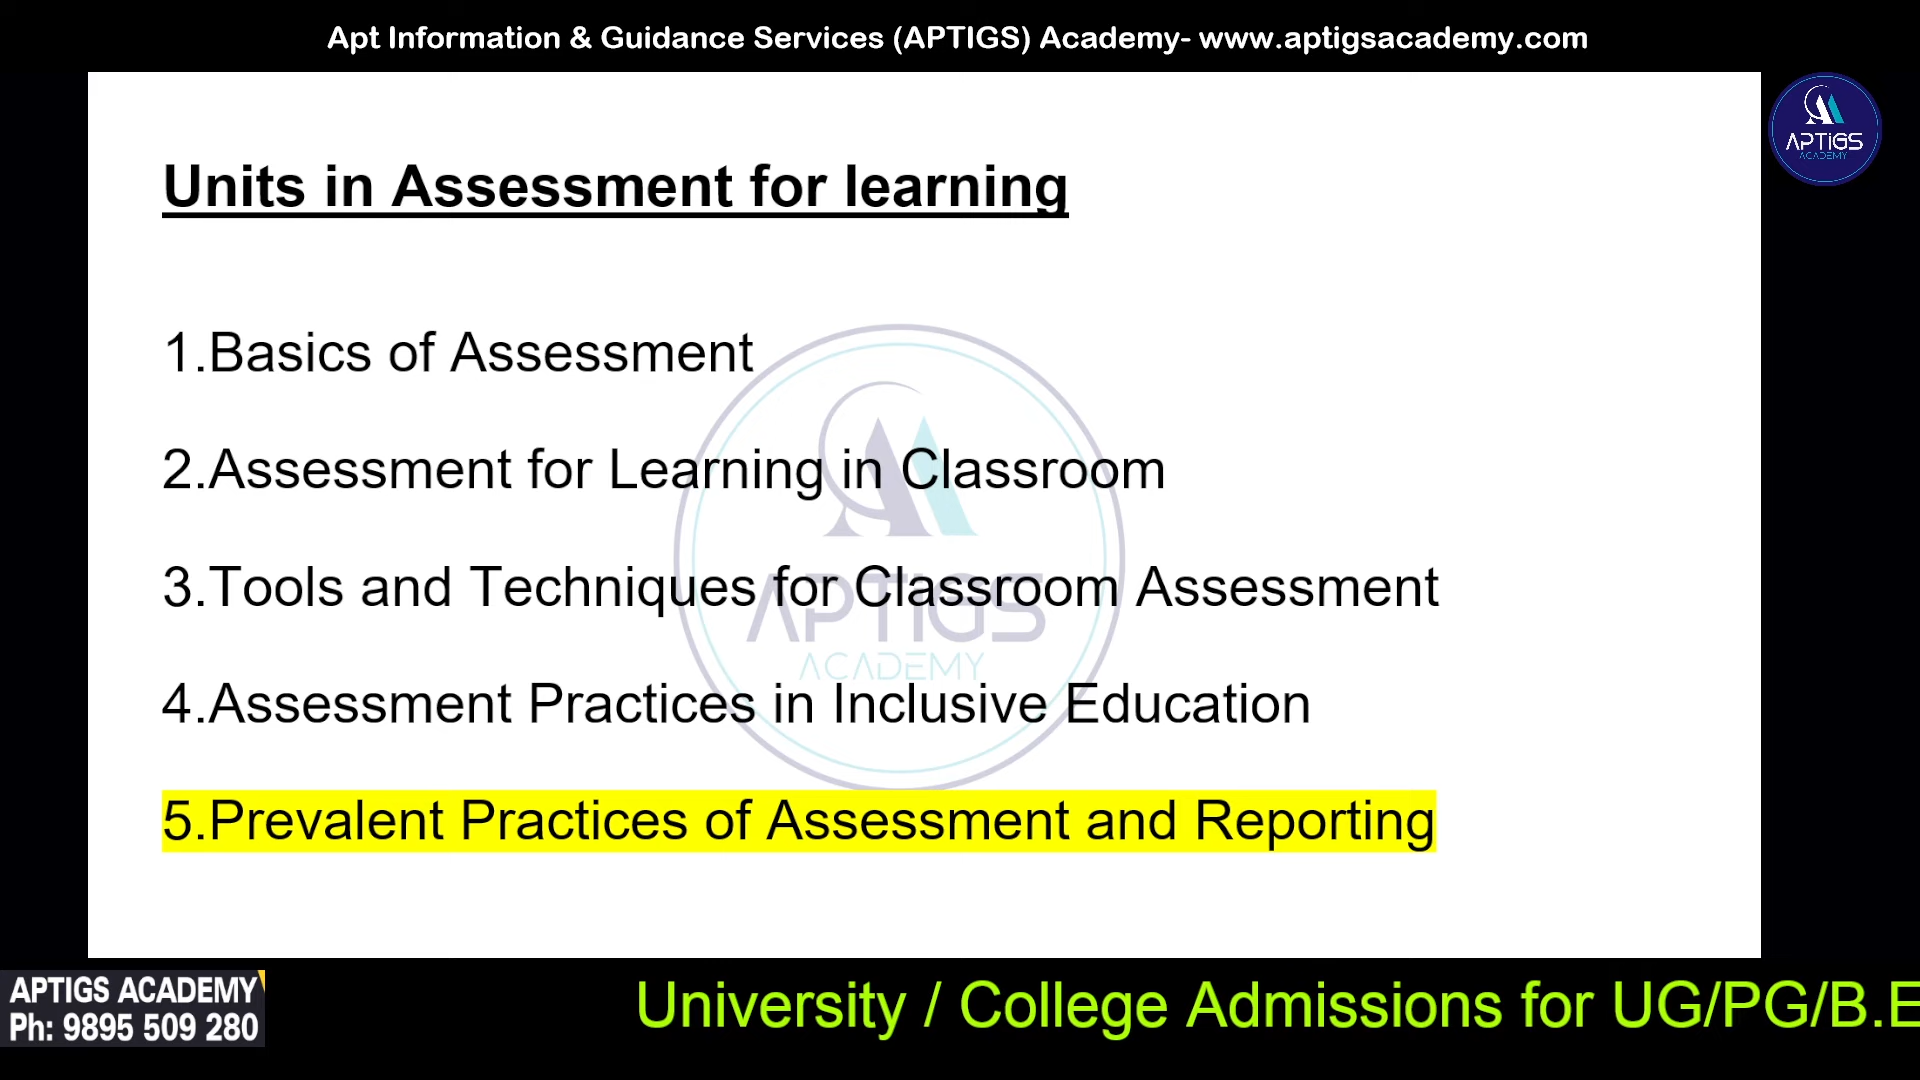 Apt Information & Guidance Services (APTIGS) Academy- www.aptigsacademy.com
APTIGS
ACADEMY
Units in Assessment for learning
1.Basics of Assessment
2.Assessment for Learning in Classroom
3.Tools and Techniques for Classroom Assessment
APTIGS
ACADEMY
4.Assessment Practices in Inclusive Education
5.Prevalent Practices of Assessment and Reporting
APTIGS ACADEMY
Ph: 9895 509 280
University / College Admissions for UG/PG/B.E